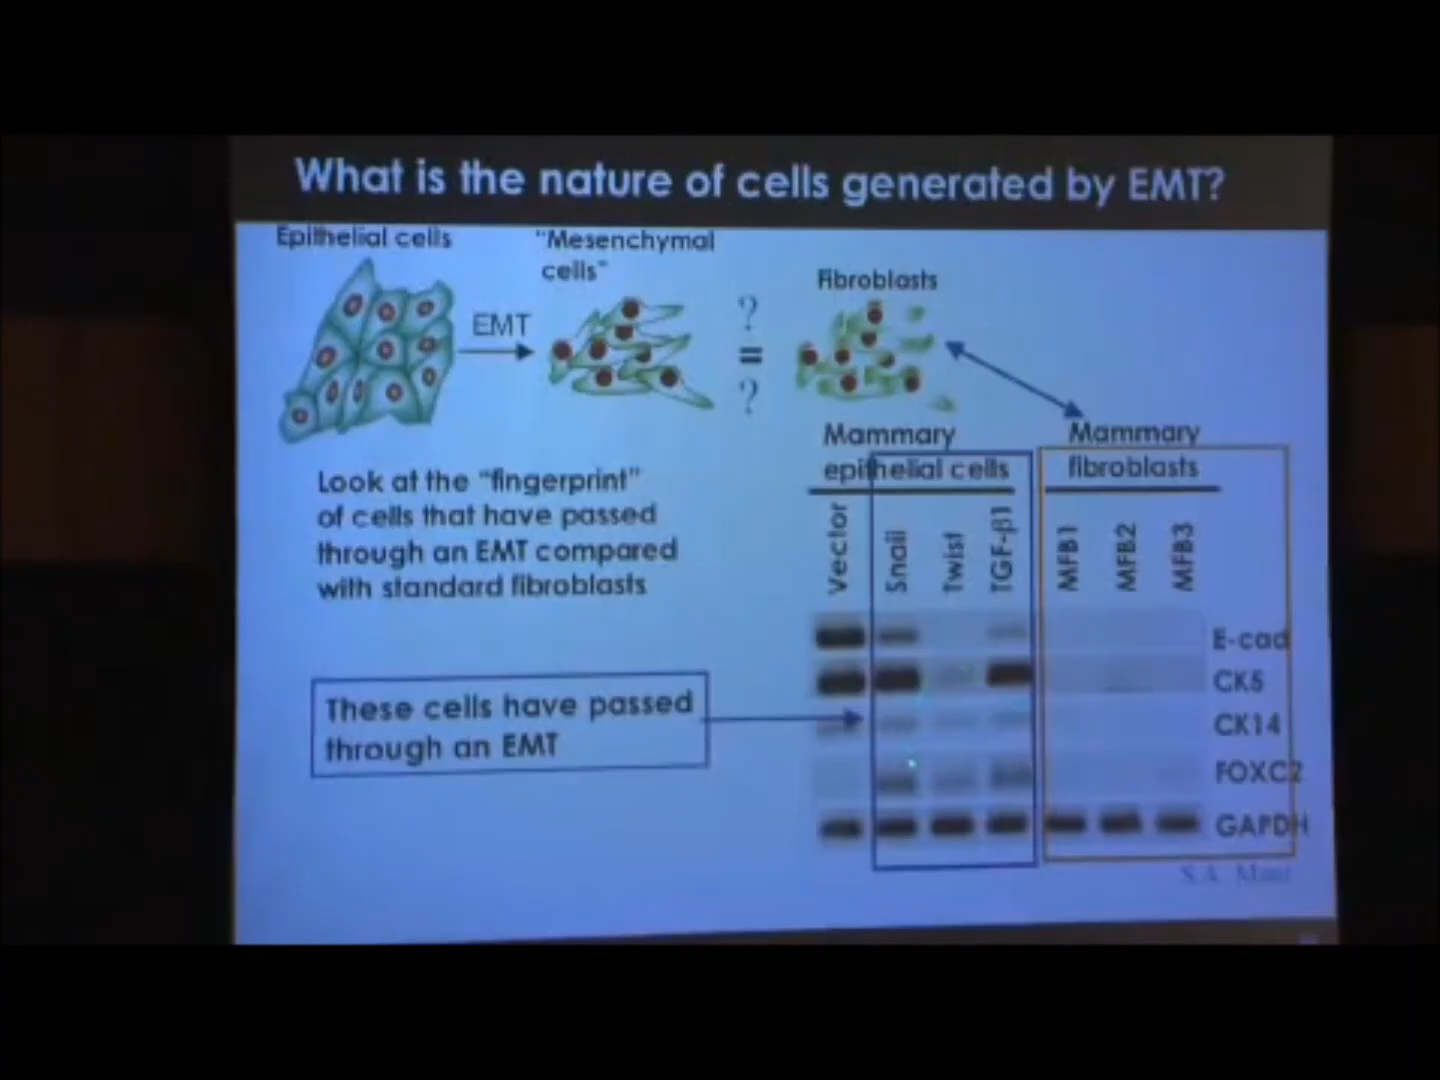 What is the nature of cells generated by EMT?
Epithelial cells
"Mesenchymal
cells"
Fibroblasts
EMT
?
=
?
Look at the "fingerprint"
of cells that have passed
through an EMT compared
with standard fibroblasts
These cells have passed
through an EMT
Mammary
epithelial cells
Mammary
fibroblasts
Vector
Snail
Twist
TGF-β1
MFB1
MFB2
MFB3
E-cad
CK5
CK14
FOXC2
GAPDH
S.A. Mani